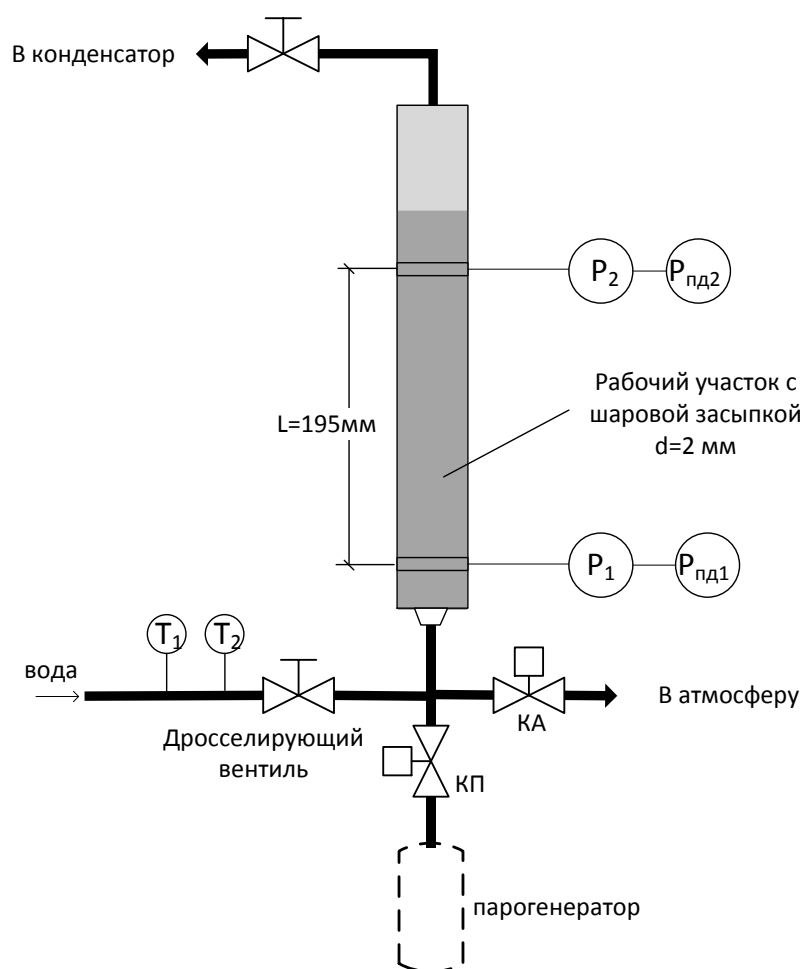 В конденсатор
P₂
Pпд2
Рабочий участок с
шаровой засыпкой
d=2 мм
L=195мм
P₁
Pпд1
T₁
T₂
вода
В атмосферу
КА
Дросселирующий
вентиль
КП
парогенератор